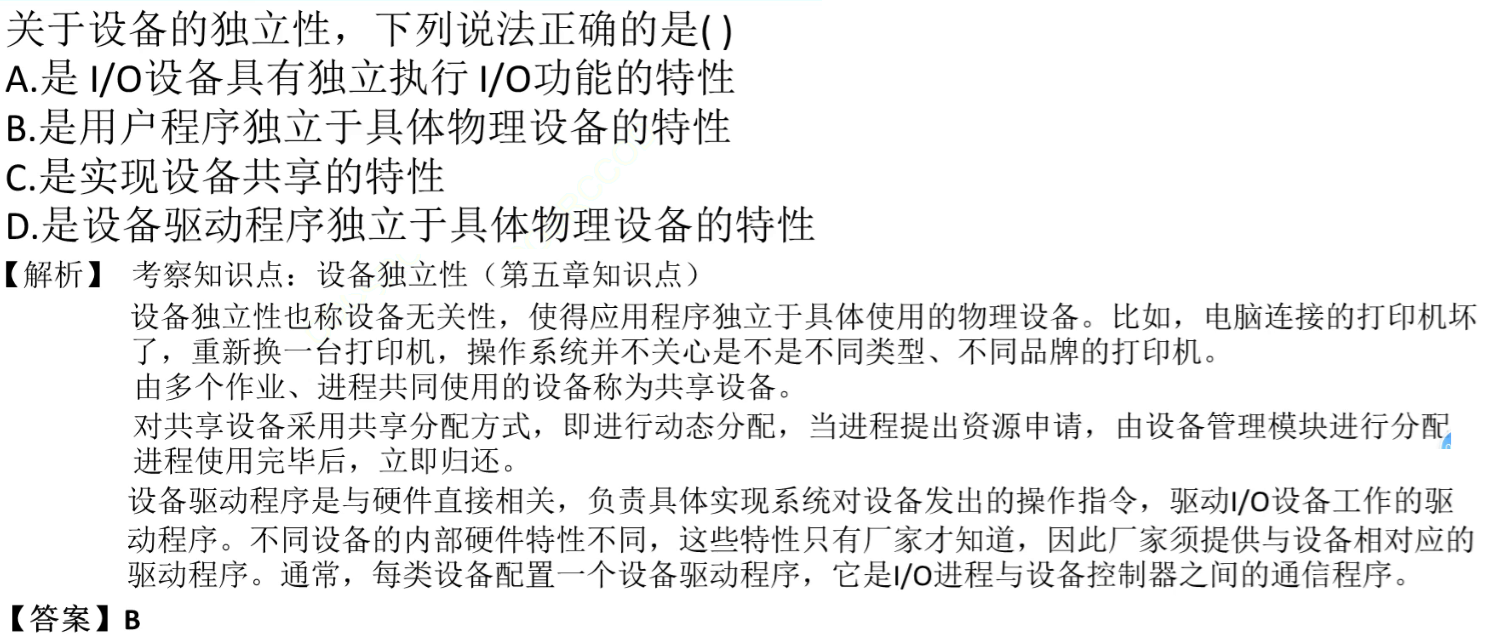 关于设备的独立性，下列说法正确的是( )
A.是 I/O设备具有独立执行 I/O功能的特性
B.是用户程序独立于具体物理设备的特性
C.是实现设备共享的特性
D.是设备驱动程序独立于具体物理设备的特性
【解析】 考察知识点：设备独立性（第五章知识点）
设备独立性也称设备无关性，使得应用程序独立于具体使用的物理设备。比如，电脑连接的打印机坏
了，重新换一台打印机，操作系统并不关心是不是不同类型、不同品牌的打印机。
由多个作业、进程共同使用的设备称为共享设备。
对共享设备采用共享分配方式，即进行动态分配，当进程提出资源申请，由设备管理模块进行分配
进程使用完毕后，立即归还。
设备驱动程序是与硬件直接相关，负责具体实现系统对设备发出的操作指令，驱动I/O设备工作的驱
动程序。不同设备的内部硬件特性不同，这些特性只有厂家才知道，因此厂家须提供与设备相对应的
驱动程序。通常，每类设备配置一个设备驱动程序，它是I/O进程与设备控制器之间的通信程序。
【答案】B